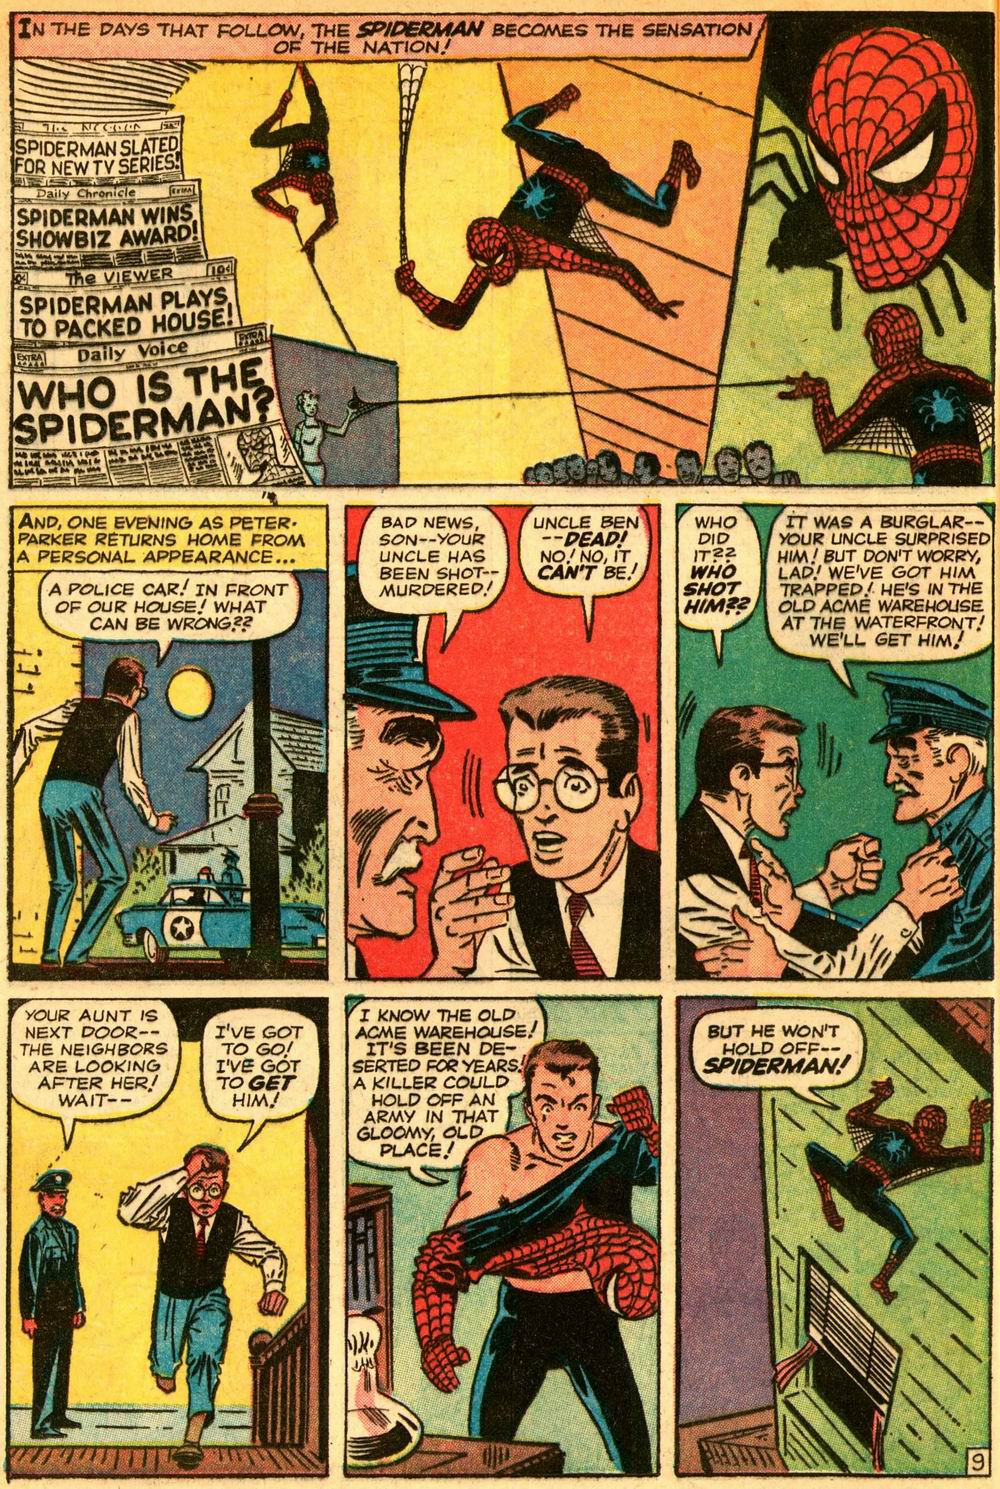 IN THE DAYS THAT FOLLOW, THE SPIDERMAN BECOMES THE SENSATION
OF THE NATION!
SPIDERMAN SLATED
FOR NEW TV SERIES!
Daily Chronicle EXTRA
SPIDERMAN WINS
SHOWBIZ AWARD!
The VIEWER 10¢
SPIDERMAN PLAYS
TO PACKED HOUSE!
EXTRA Daily Voice EXTRA
WHO IS THE
SPIDERMAN?
AND, ONE EVENING AS PETER
PARKER RETURNS HOME FROM
A PERSONAL APPEARANCE...
A POLICE CAR! IN FRONT
OF OUR HOUSE! WHAT
CAN BE WRONG??
BAD NEWS,
SON--YOUR
UNCLE HAS
BEEN SHOT--
MURDERED!
UNCLE BEN
--DEAD!
NO! NO, IT
CAN'T BE!
WHO
DID
IT??
WHO
SHOT
HIM??
IT WAS A BURGLAR--
YOUR UNCLE SURPRISED
HIM! BUT DON'T WORRY,
LAD! WE'VE GOT HIM
TRAPPED! HE'S IN THE
OLD ACME WAREHOUSE
AT THE WATERFRONT!
WE'LL GET HIM!
YOUR AUNT IS
NEXT DOOR--
THE NEIGHBORS
ARE LOOKING
AFTER HER!
WAIT--
I'VE GOT
TO GO!
I'VE GOT
TO GET
HIM!
I KNOW THE OLD
ACME WAREHOUSE!
IT'S BEEN DE-
SERTED FOR YEARS!
A KILLER COULD
HOLD OFF AN
ARMY IN THAT
GLOOMY, OLD
PLACE!
BUT HE WON'T
HOLD OFF--
SPIDERMAN!
9